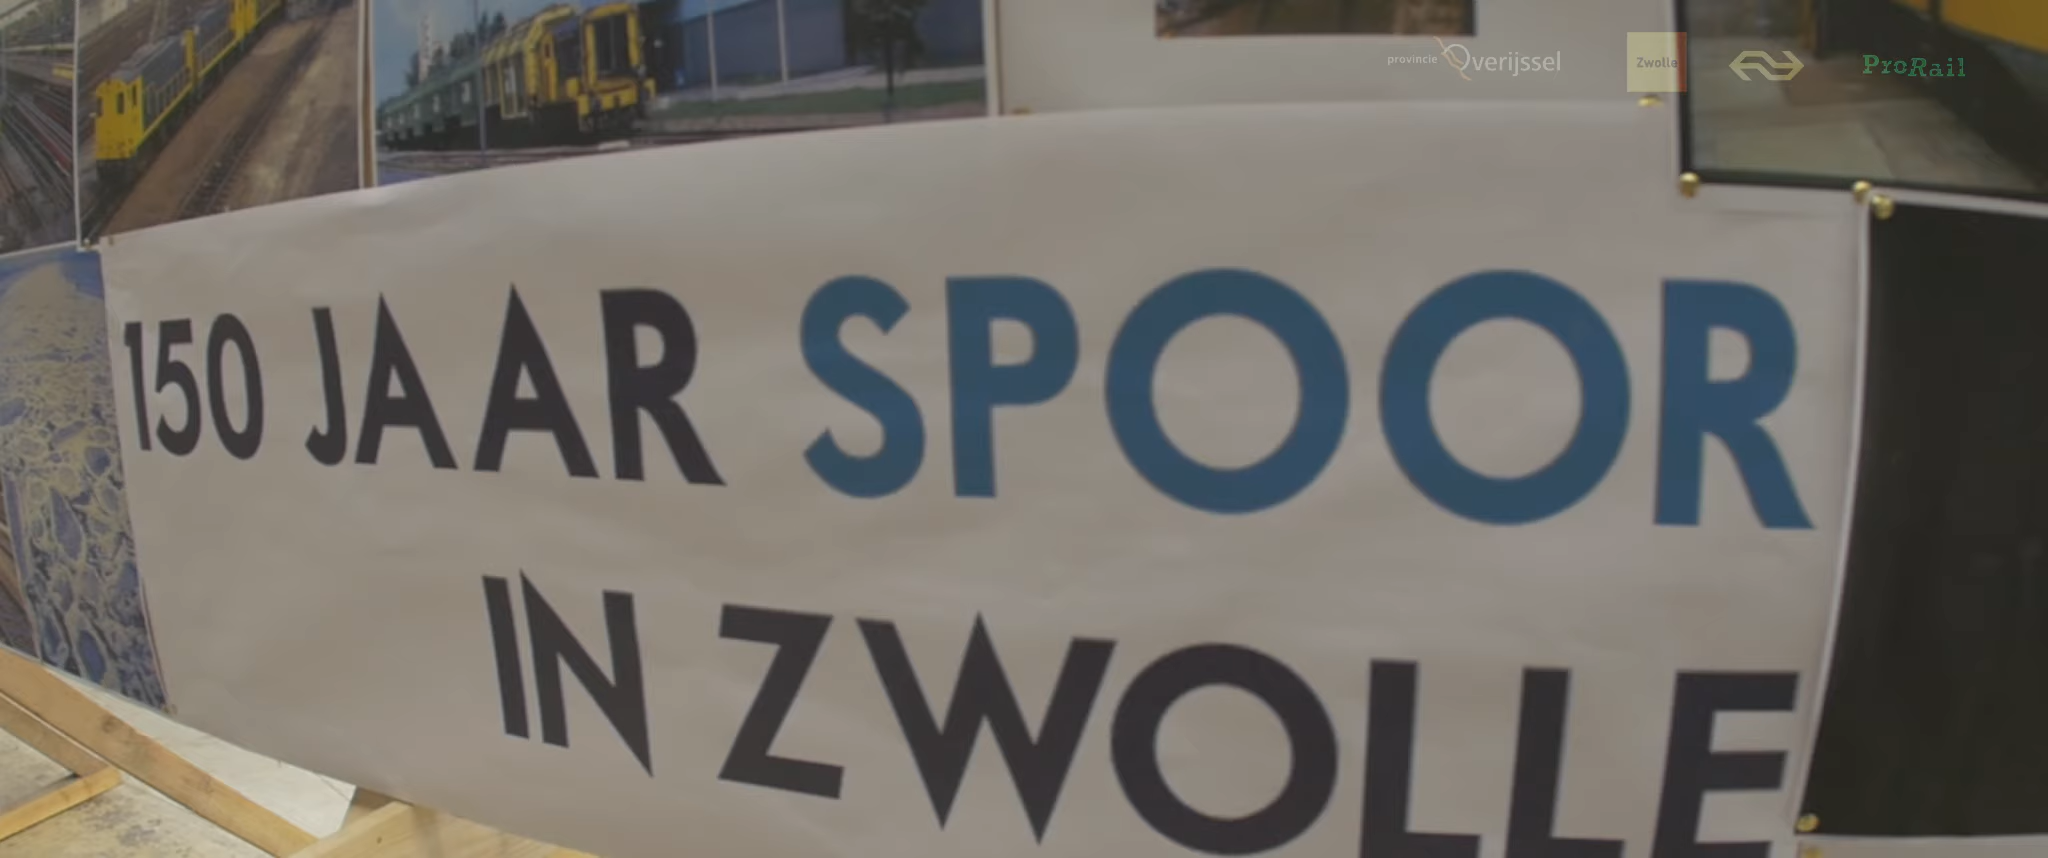 provincie Overijssel
Zwolle
ProRail
150 JAAR SPOOR
IN ZWOLLE